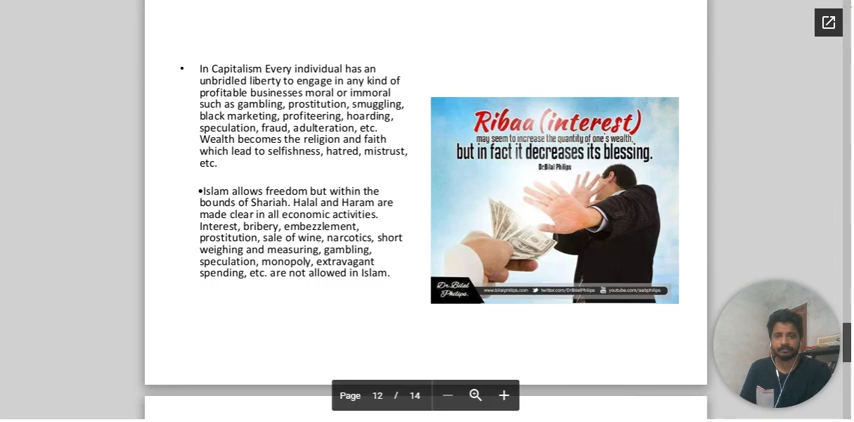 • In Capitalism Every individual has an
unbridled liberty to engage in any kind of
profitable businesses moral or immoral
such as gambling, prostitution, smuggling,
black marketing, profiteering, hoarding,
speculation, fraud, adulteration, etc.
Wealth becomes the religion and faith
which lead to selfishness, hatred, mistrust,
etc.
•Islam allows freedom but within the
bounds of Shariah. Halal and Haram are
made clear in all economic activities.
Interest, bribery, embezzlement,
prostitution, sale of wine, narcotics, short
weighing and measuring, gambling,
speculation, monopoly, extravagant
spending, etc. are not allowed in Islam.
Ribaa (interest)
may seem to increase the quantity of one's wealth,
but in fact it decreases its blessing.
Dr.Bilal Philips
Dr. Bilal
Philips.
www.bilalphilips.com twitter.com/DrBilalPhilips youtube.com/aabphilips
Page 12 / 14